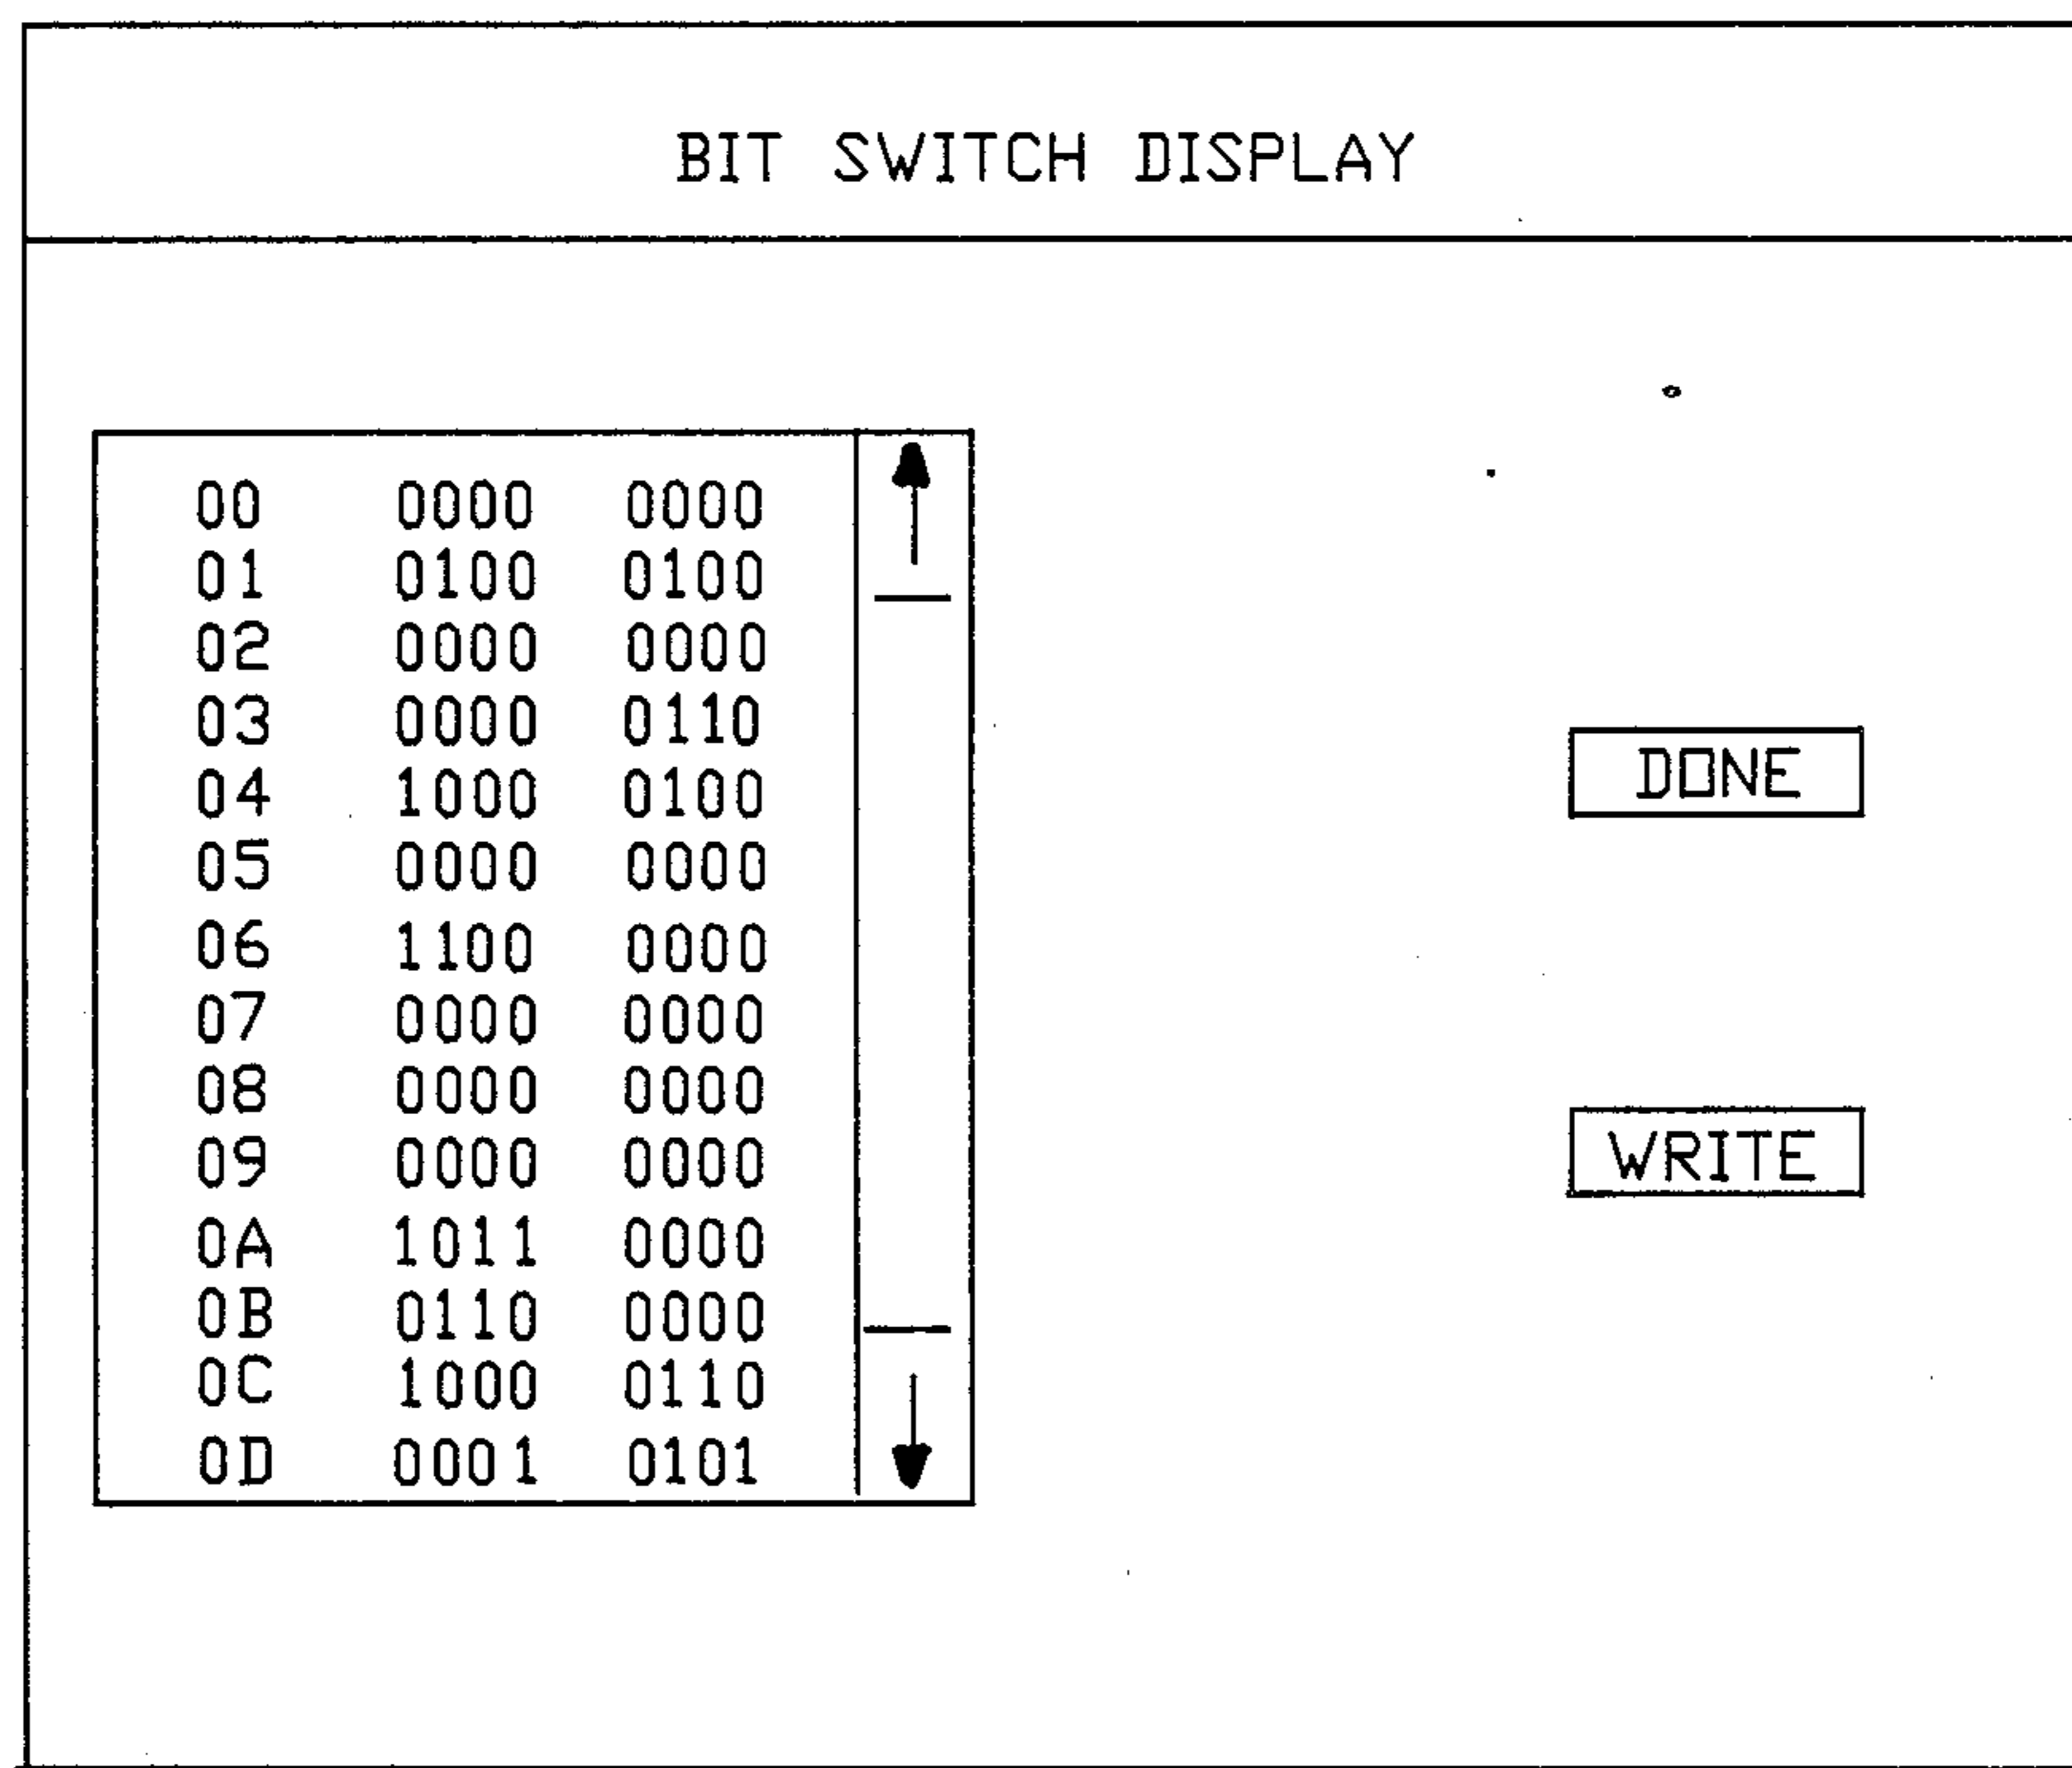 BIT SWITCH DISPLAY
00 0000 0000
01 0100 0100
02 0000 0000
03 0000 0110
04 1000 0100
DONE
05 0000 0000
06 1100 0000
07 0000 0000
08 0000 0000
09 0000 0000
WRITE
0A 1011 0000
0B 0110 0000
0C 1000 0110
0D 0001 0101